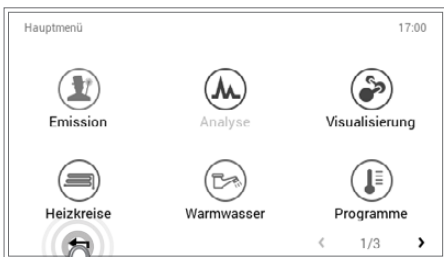 Hauptmenü 17:00
Emission Analyse Visualisierung
Heizkreise Warmwasser Programme
< 1/3 >